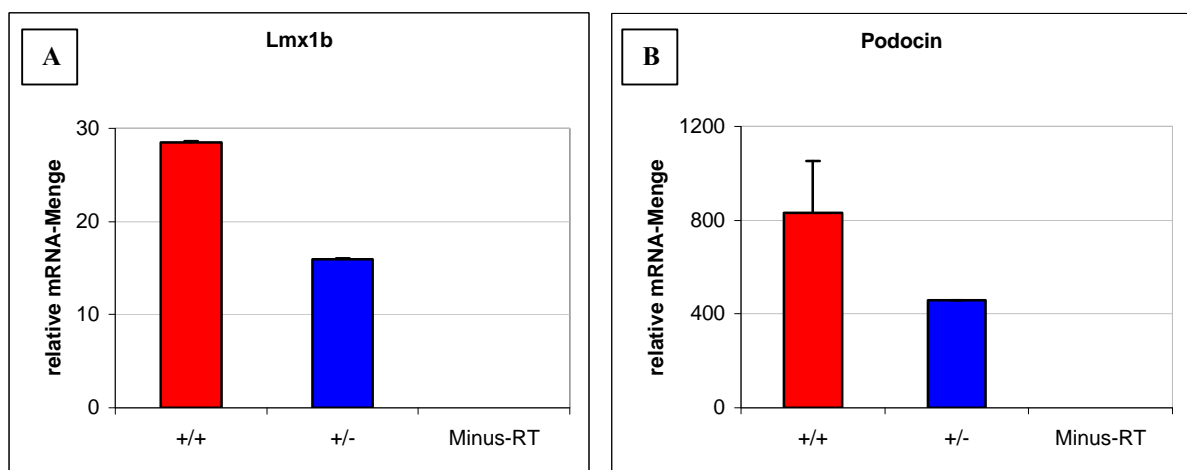 A
Lmx1b
relative mRNA-Menge
30
20
10
0
+/+
+/-
Minus-RT
B
Podocin
relative mRNA-Menge
1200
800
400
0
+/+
+/-
Minus-RT